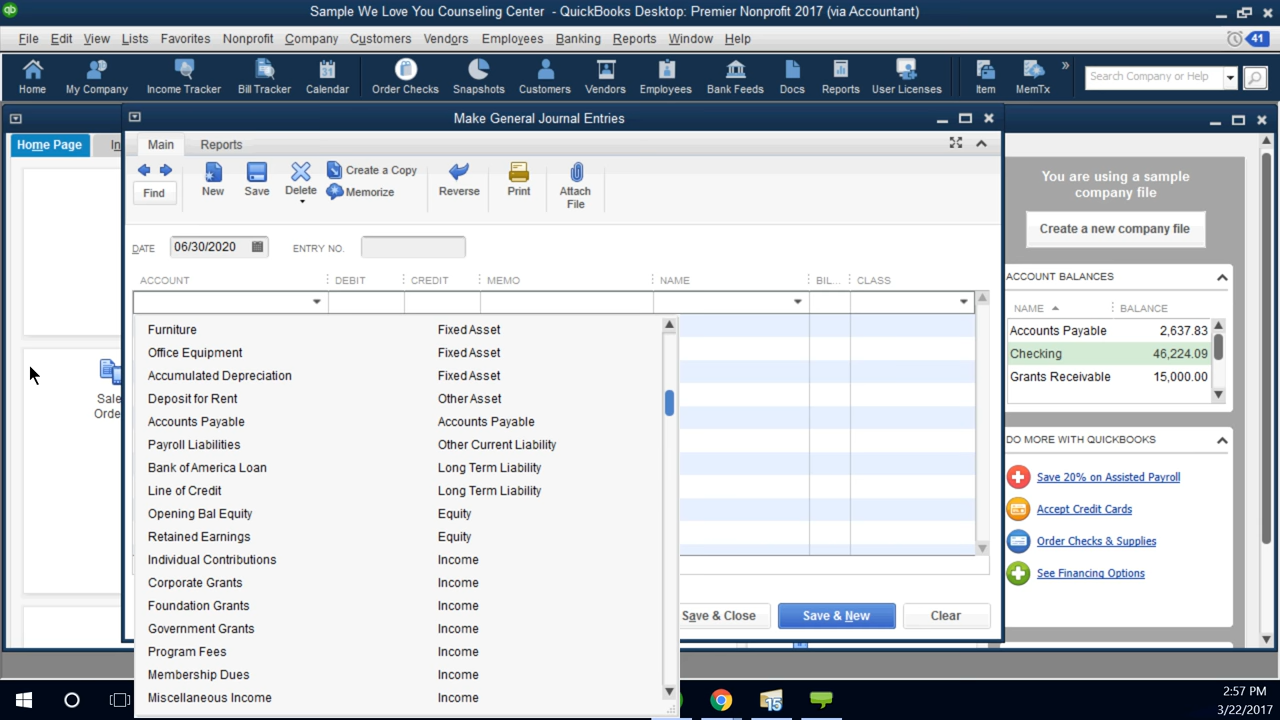 qb
Sample We Love You Counseling Center - QuickBooks Desktop: Premier Nonprofit 2017 (via Accountant)
File Edit View Lists Favorites Nonprofit Company Customers Vendors Employees Banking Reports Window Help
41
Home My Company Income Tracker Bill Tracker Calendar Order Checks Snapshots Customers Vendors Employees Bank Feeds Docs Reports User Licenses Item MemTx » Search Company or Help
Make General Journal Entries
Home Page In
Main Reports
Find New Save Delete Create a Copy
Memorize Reverse Print Attach
File
You are using a sample
company file
Create a new company file
DATE 06/30/2020 ENTRY NO.
ACCOUNT DEBIT CREDIT MEMO NAME BIL... CLASS
Furniture Fixed Asset
Office Equipment Fixed Asset
Accumulated Depreciation Fixed Asset
Deposit for Rent Other Asset
Accounts Payable Accounts Payable
Payroll Liabilities Other Current Liability
Bank of America Loan Long Term Liability
Line of Credit Long Term Liability
Opening Bal Equity Equity
Retained Earnings Equity
Individual Contributions Income
Corporate Grants Income
Foundation Grants Income
Government Grants Income
Program Fees Income
Membership Dues Income
Miscellaneous Income Income
Sale
Orde
Save & Close Save & New Clear
ACCOUNT BALANCES
NAME BALANCE
Accounts Payable 2,637.83
Checking 46,224.09
Grants Receivable 15,000.00
DO MORE WITH QUICKBOOKS
Save 20% on Assisted Payroll
Accept Credit Cards
Order Checks & Supplies
See Financing Options
15
2:57 PM
3/22/2017